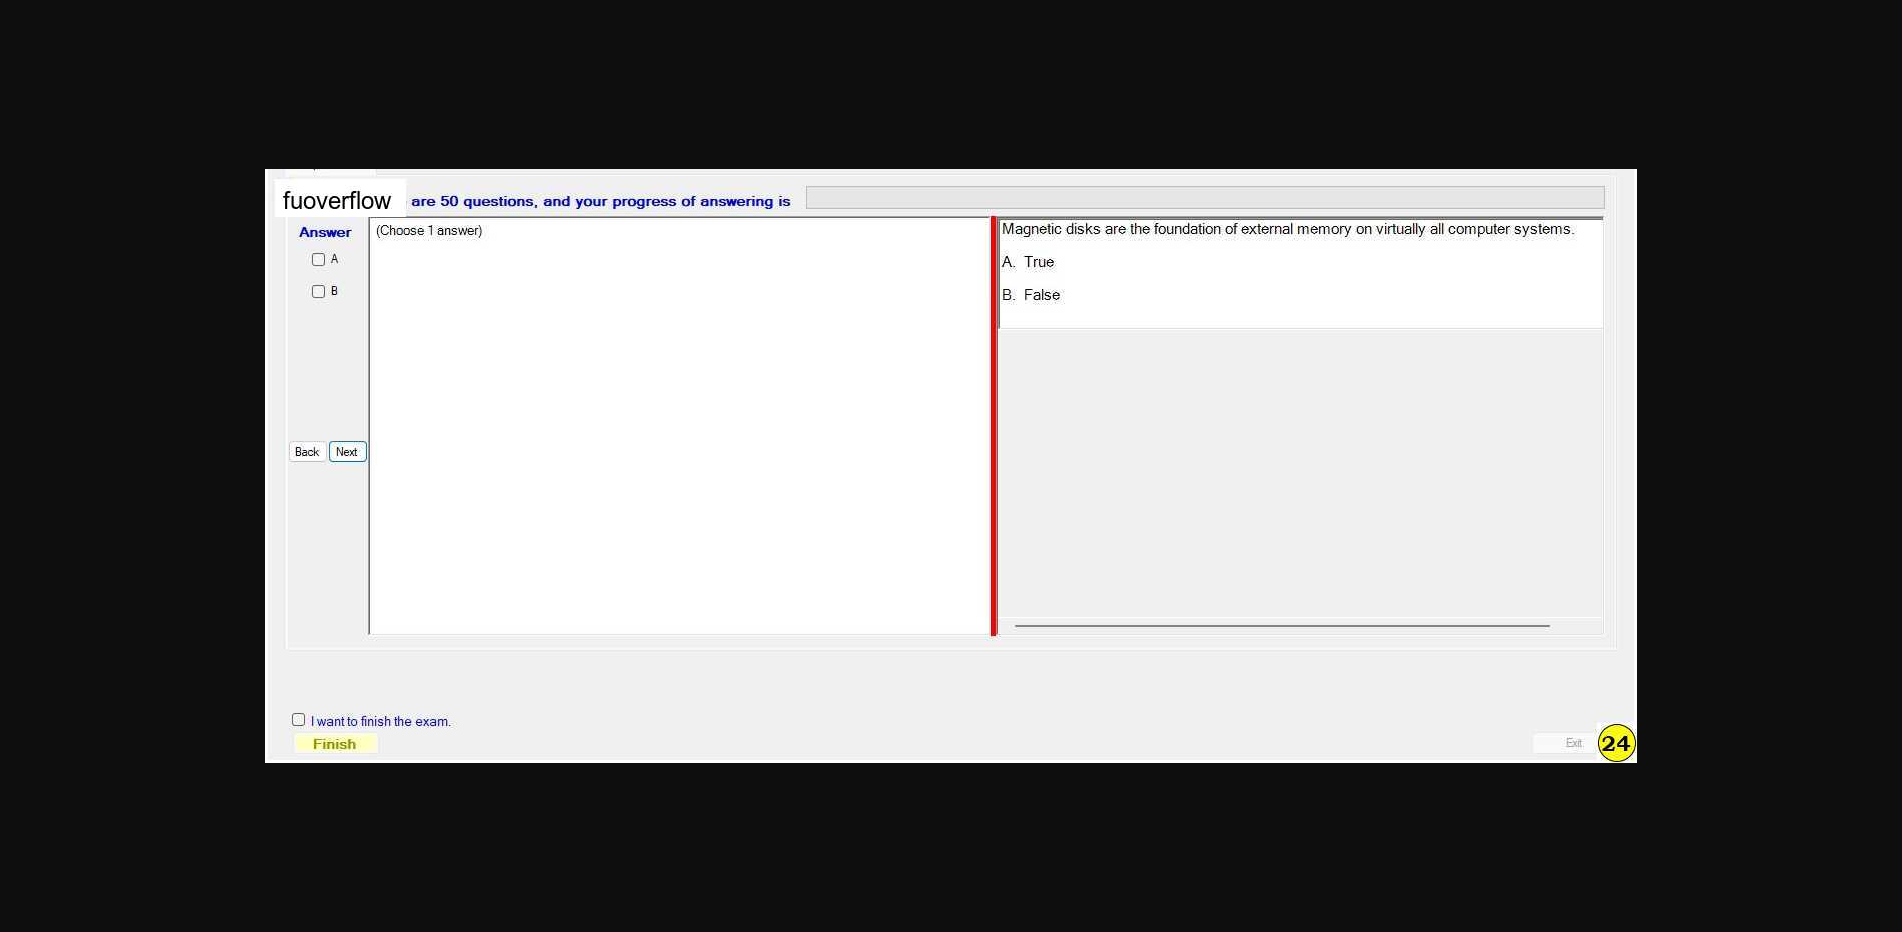 fuoverflow are 50 questions, and your progress of answering is
Answer
(Choose 1 answer)
A
B
Magnetic disks are the foundation of external memory on virtually all computer systems.
A. True
B. False
Back Next
I want to finish the exam.
Finish
Exit 24